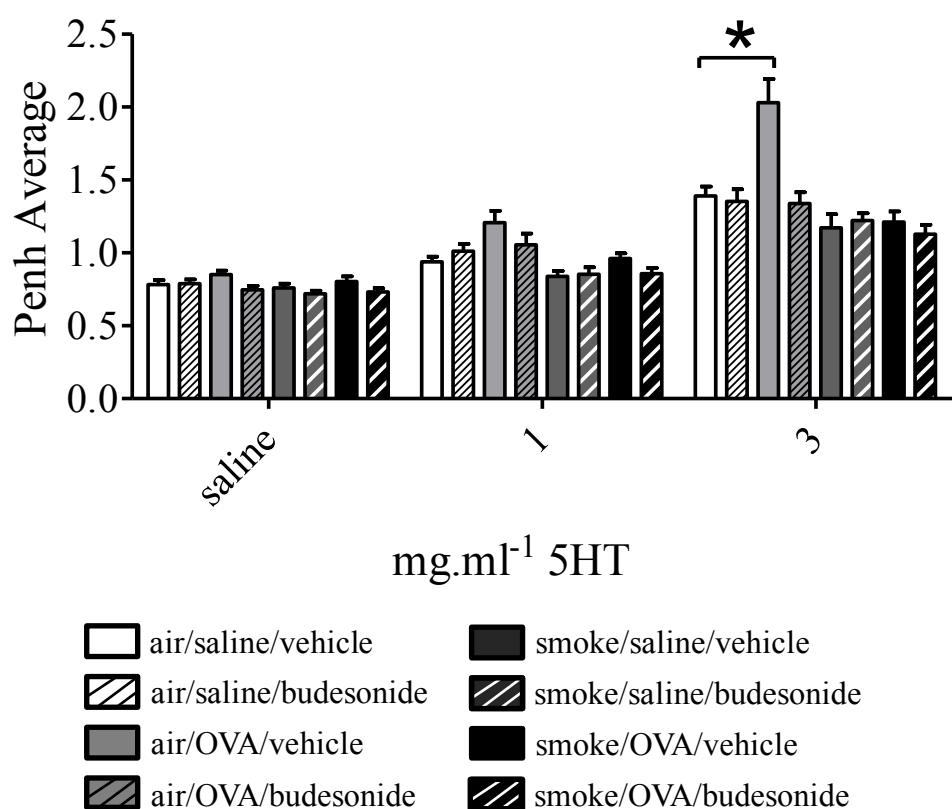 2.5
2.0
1.5
1.0
0.5
0.0
Penh Average
*
saline
1
3
mg.ml⁻¹ 5HT
air/saline/vehicle
air/saline/budesonide
air/OVA/vehicle
air/OVA/budesonide
smoke/saline/vehicle
smoke/saline/budesonide
smoke/OVA/vehicle
smoke/OVA/budesonide